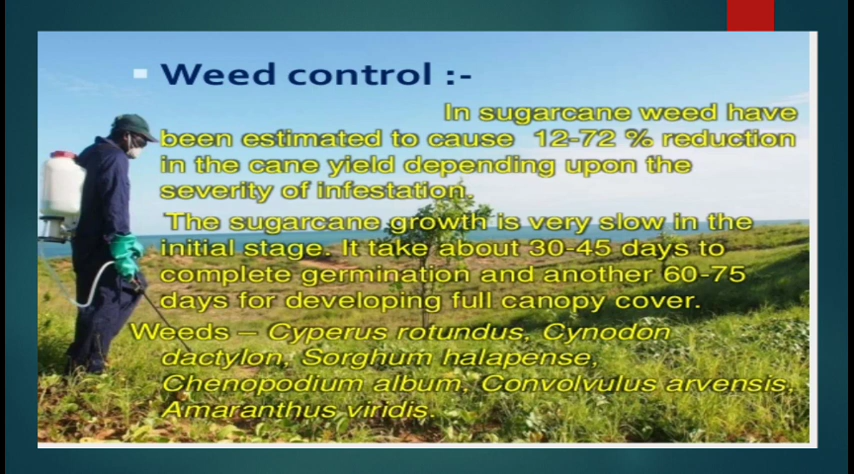 Weed control :-
In sugarcane weed have
been estimated to cause 12-72 % reduction
in the cane yield depending upon the
severity of infestation
The sugarcane growth is very slow in the
initial stage. It take about 30-45 days to
complete germination and another 60-75
days for developing full canopy cover.
Weeds – Cyperus rotundus, Cynodon
dactylon, Sorghum halapense,
Chenopodium album, Convolvulus arvensis,
Amaranthus viridis.